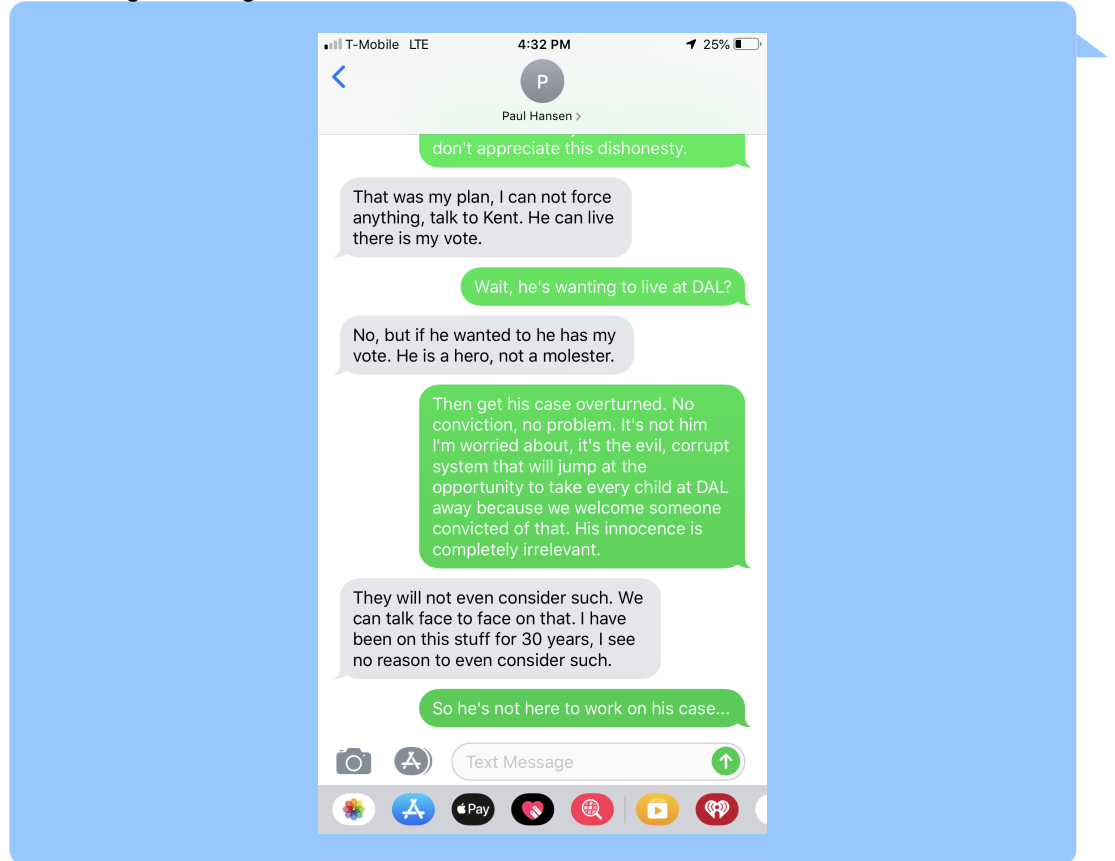 T-Mobile LTE 4:32 PM 25%
P
Paul Hansen >
don't appreciate this dishonesty.
That was my plan, I can not force
anything, talk to Kent. He can live
there is my vote.
Wait, he's wanting to live at DAL?
No, but if he wanted to he has my
vote. He is a hero, not a molester.
Then get his case overturned. No
conviction, no problem. It's not him
I'm worried about, it's the evil, corrupt
system that will jump at the
opportunity to take every child at DAL
away because we welcome someone
convicted of that. His innocence is
completely irrelevant.
They will not even consider such. We
can talk face to face on that. I have
been on this stuff for 30 years, I see
no reason to even consider such.
So he's not here to work on his case...
Text Message
Pay